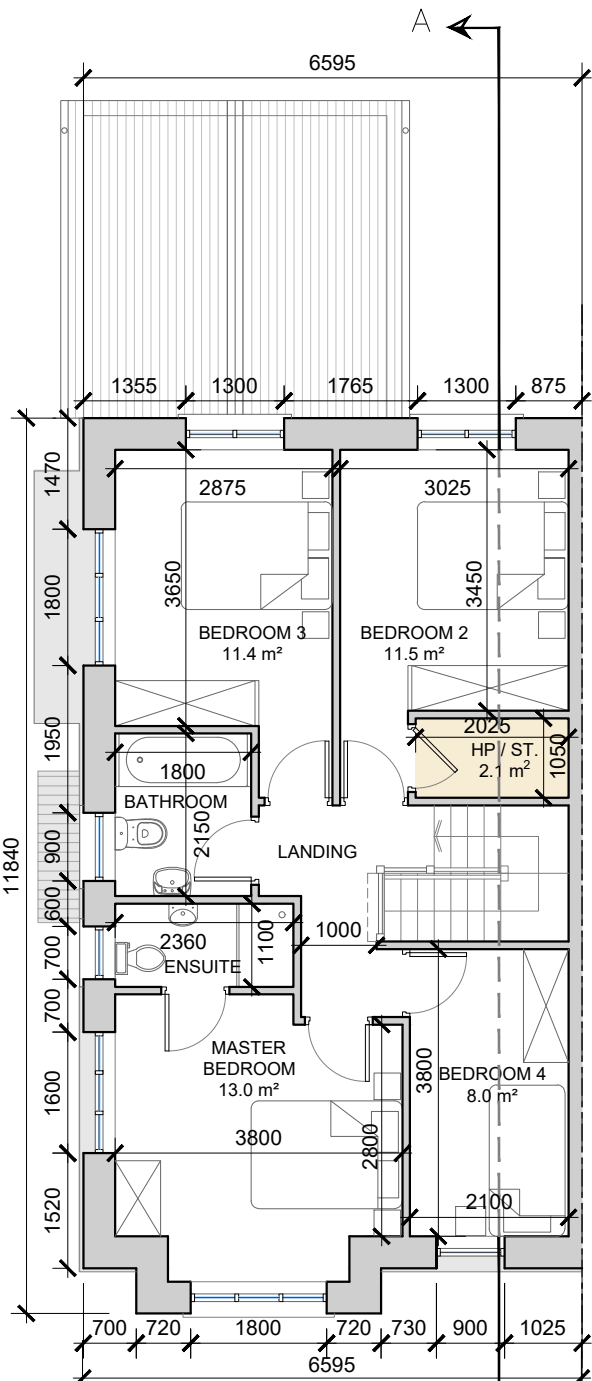 A
6595
1355 1300 1765 1300 875
1470
2875 3025
1800
3650
3450
BEDROOM 3
11.4 m²
BEDROOM 2
11.5 m²
1950
2025
HP / ST.
2.1 m²
1050
1800
BATHROOM
2150
900
LANDING
11840
600
1100
1000
2360
ENSUITE
700
700
MASTER
BEDROOM
13.0 m²
3800
BEDROOM 4
8.0 m²
1600
3800
2800
2100
1520
700 720 1800 720 730 900 1025
6595